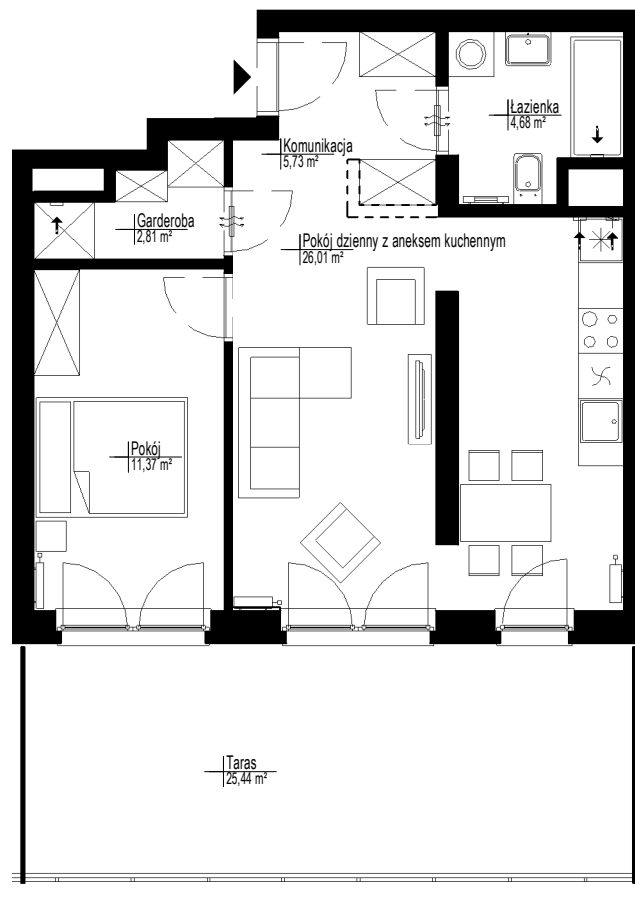 Łazienka
4,68 m²
Komunikacja
5,73 m²
Garderoba
2,81 m²
Pokój dzienny z aneksem kuchennym
26,01 m²
Pokój
11,37 m²
Taras
25,44 m²